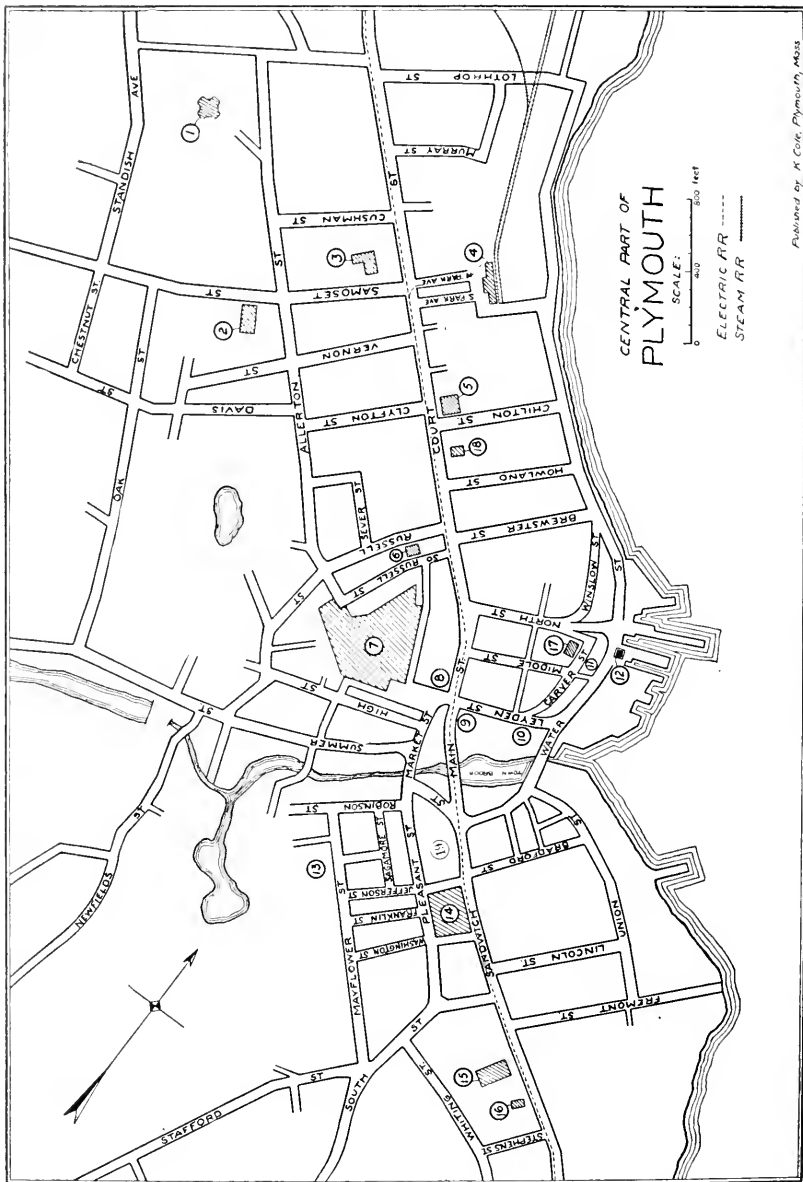 CENTRAL PART OF
PLYMOUTH
SCALE:
0 400 800 feet
ELECTRIC RR
STEAM RR
Published by A. K Cole, Plymouth, Mass
STANDISH AVE
CHESTNUT ST.
OAK ST
SAMOSET ST
CUSHMAN ST
LOTHROP ST
MURRAY ST
VERNON ST
DAVIS ST
ALLERTON ST
CLYFTON ST
COURT ST
N PARK AVE
S. PARK AVE
CHILTON ST
HOWLAND ST
BREWSTER ST
WINSLOW ST
SEVER ST
RUSSELL ST
SO RUSSELL ST
NORTH ST
MIDDLE ST
CARVER ST
LEYDEN ST
WATER ST
MAIN ST
MARKET ST
HIGH ST
SUMMER ST
TOWN BROOK
NEWFIELDS ST
ROBINSON ST
SAGAMORE ST
JEFFERSON ST
FRANKLIN ST
WASHINGTON ST
PLEASANT ST
MAYFLOWER ST
SANDWICH ST
BRADFORD ST
UNION ST
LINCOLN ST.
FREMONT ST
SOUTH ST
STAFFORD ST
WHITING ST
STEPHENS ST
1
2
3
4
5
6
7
8
9
10
11
12
13
14
14
15
16
17
18